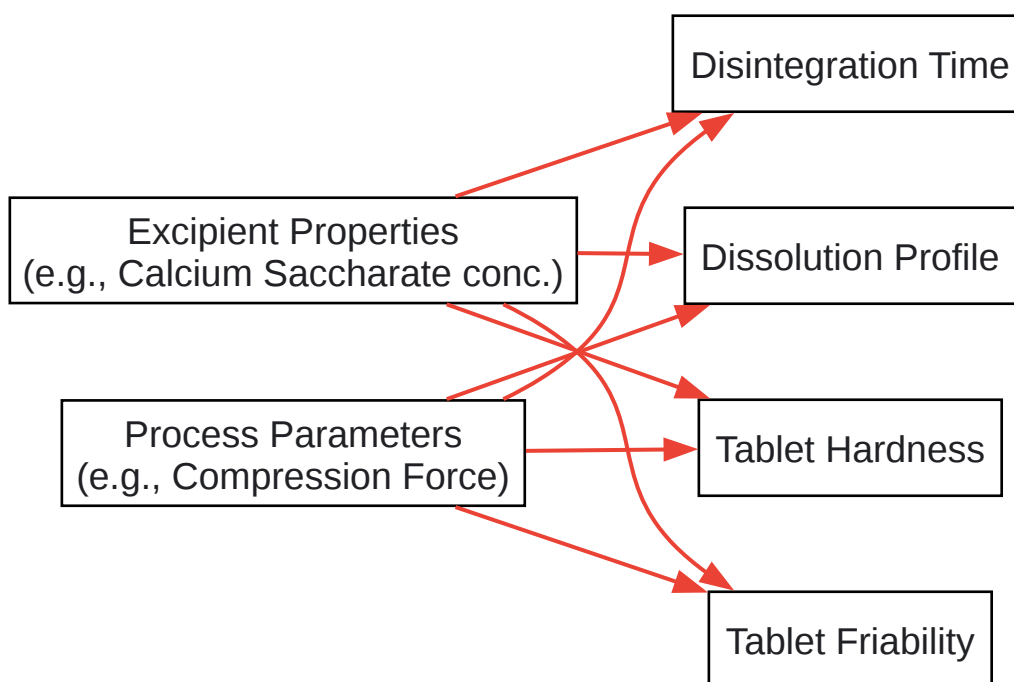 Disintegration Time
Excipient Properties
(e.g., Calcium Saccharate conc.)
Dissolution Profile
Process Parameters
(e.g., Compression Force)
Tablet Hardness
Tablet Friability